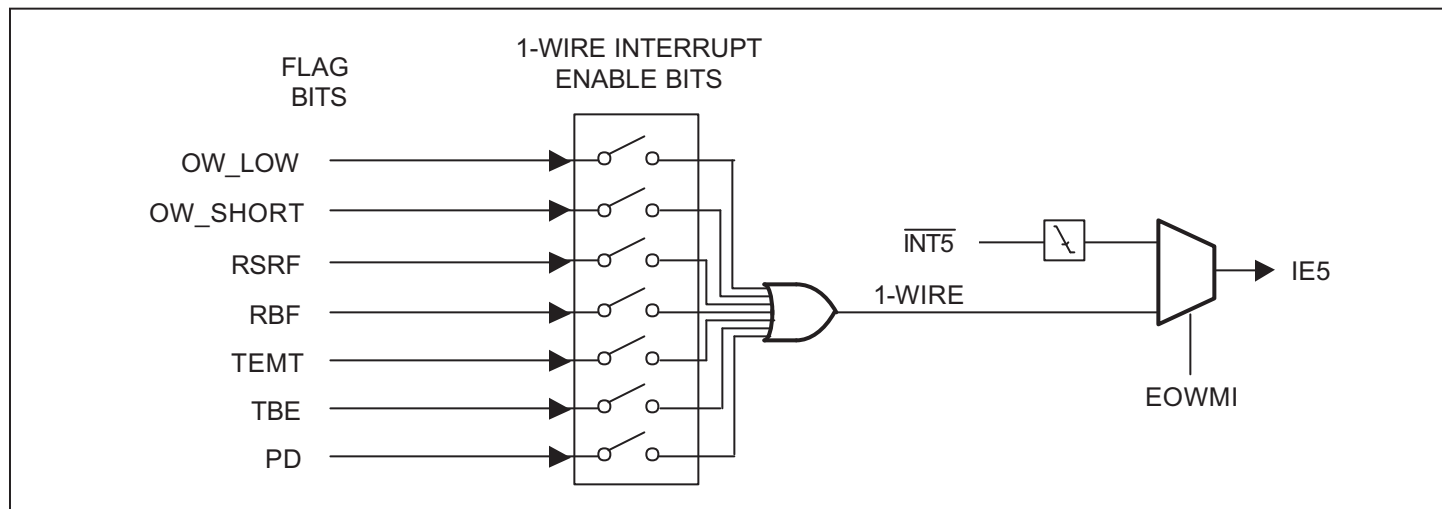 1-WIRE INTERRUPT
ENABLE BITS
FLAG
BITS
OW_LOW
OW_SHORT
RSRF
RBF
TEMT
TBE
PD
INT5
1-WIRE
IE5
EOWMI